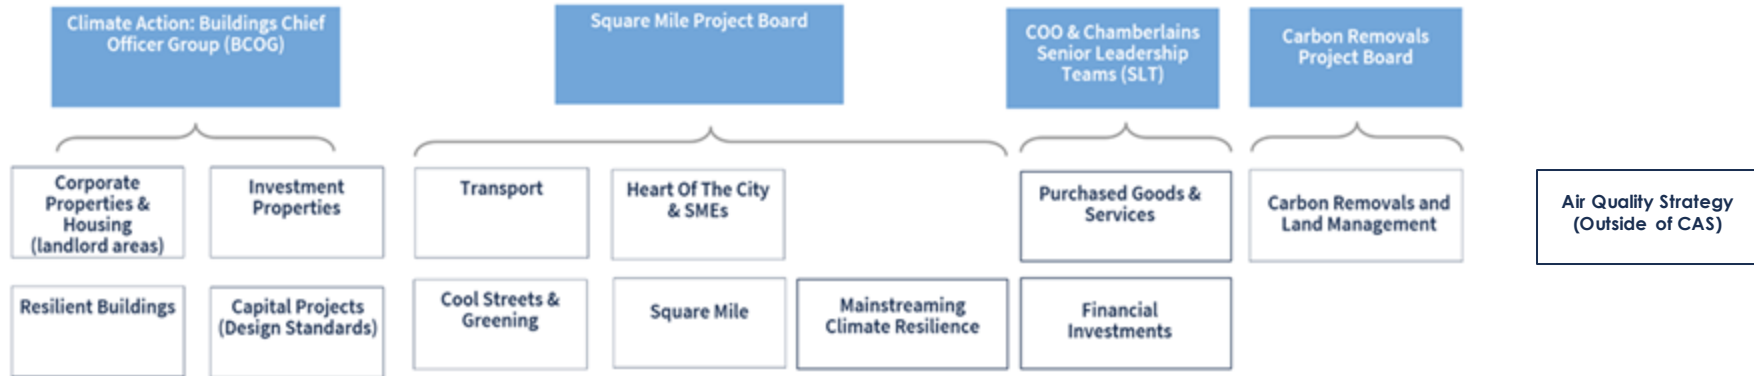 Climate Action: Buildings Chief
Officer Group (BCOG)
Square Mile Project Board
COO & Chamberlains
Senior Leadership
Teams (SLT)
Carbon Removals
Project Board
Corporate
Properties &
Housing
(landlord areas)
Investment
Properties
Transport
Heart Of The City
& SMEs
Purchased Goods &
Services
Carbon Removals and
Land Management
Air Quality Strategy
(Outside of CAS)
Resilient Buildings
Capital Projects
(Design Standards)
Cool Streets &
Greening
Square Mile
Mainstreaming
Climate Resilience
Financial
Investments